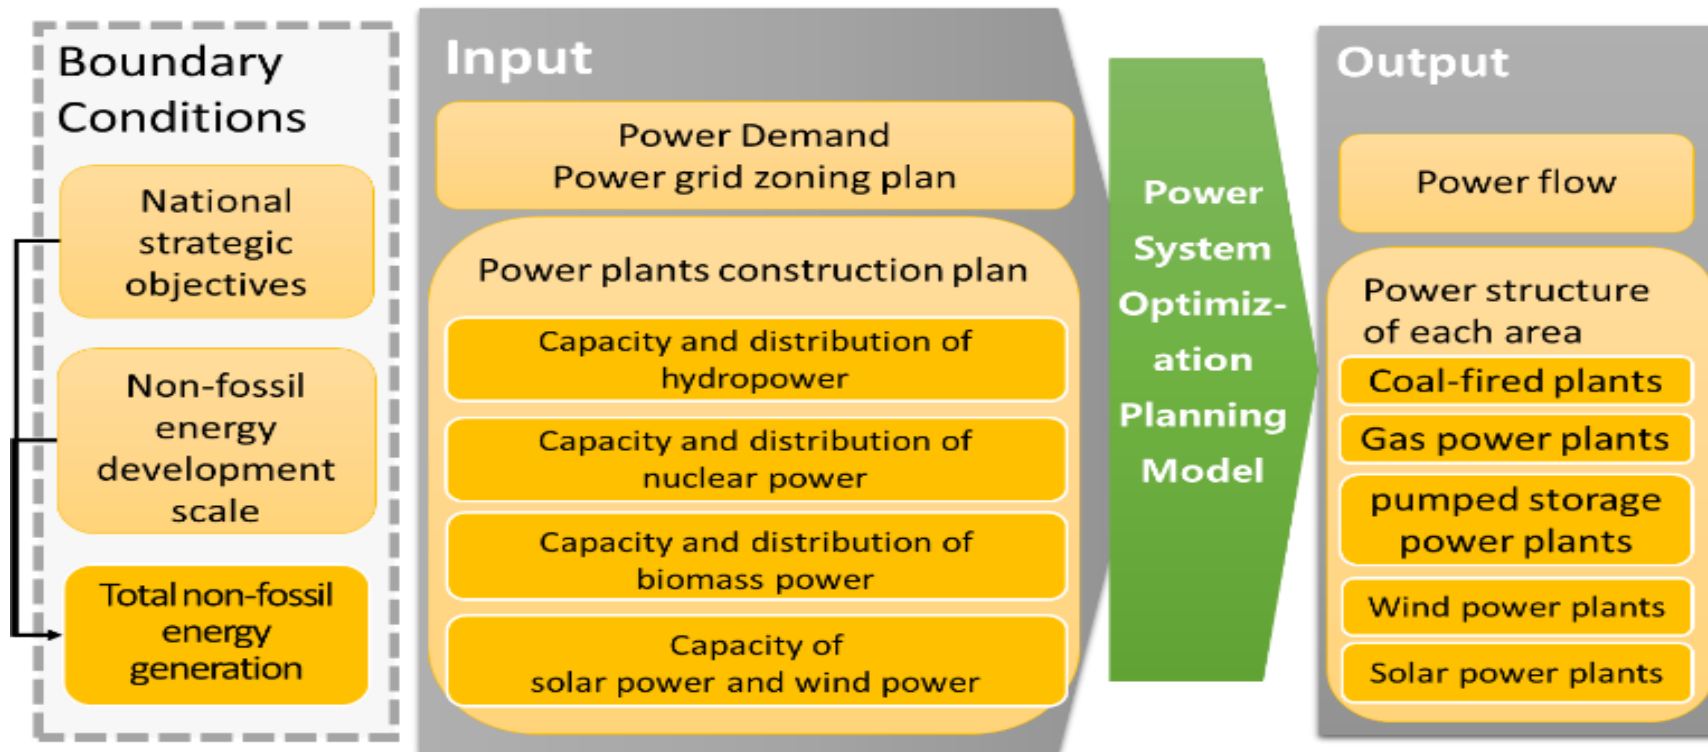 Boundary
Conditions
National
strategic
objectives
Non-fossil
energy
development
scale
Total non-fossil
energy
generation
Input
Power Demand
Power grid zoning plan
Power plants construction plan
Capacity and distribution of
hydropower
Capacity and distribution of
nuclear power
Capacity and distribution of
biomass power
Capacity of
solar power and wind power
Power
System
Optimiz-
ation
Planning
Model
Output
Power flow
Power structure
of each area
Coal-fired plants
Gas power plants
pumped storage
power plants
Wind power plants
Solar power plants